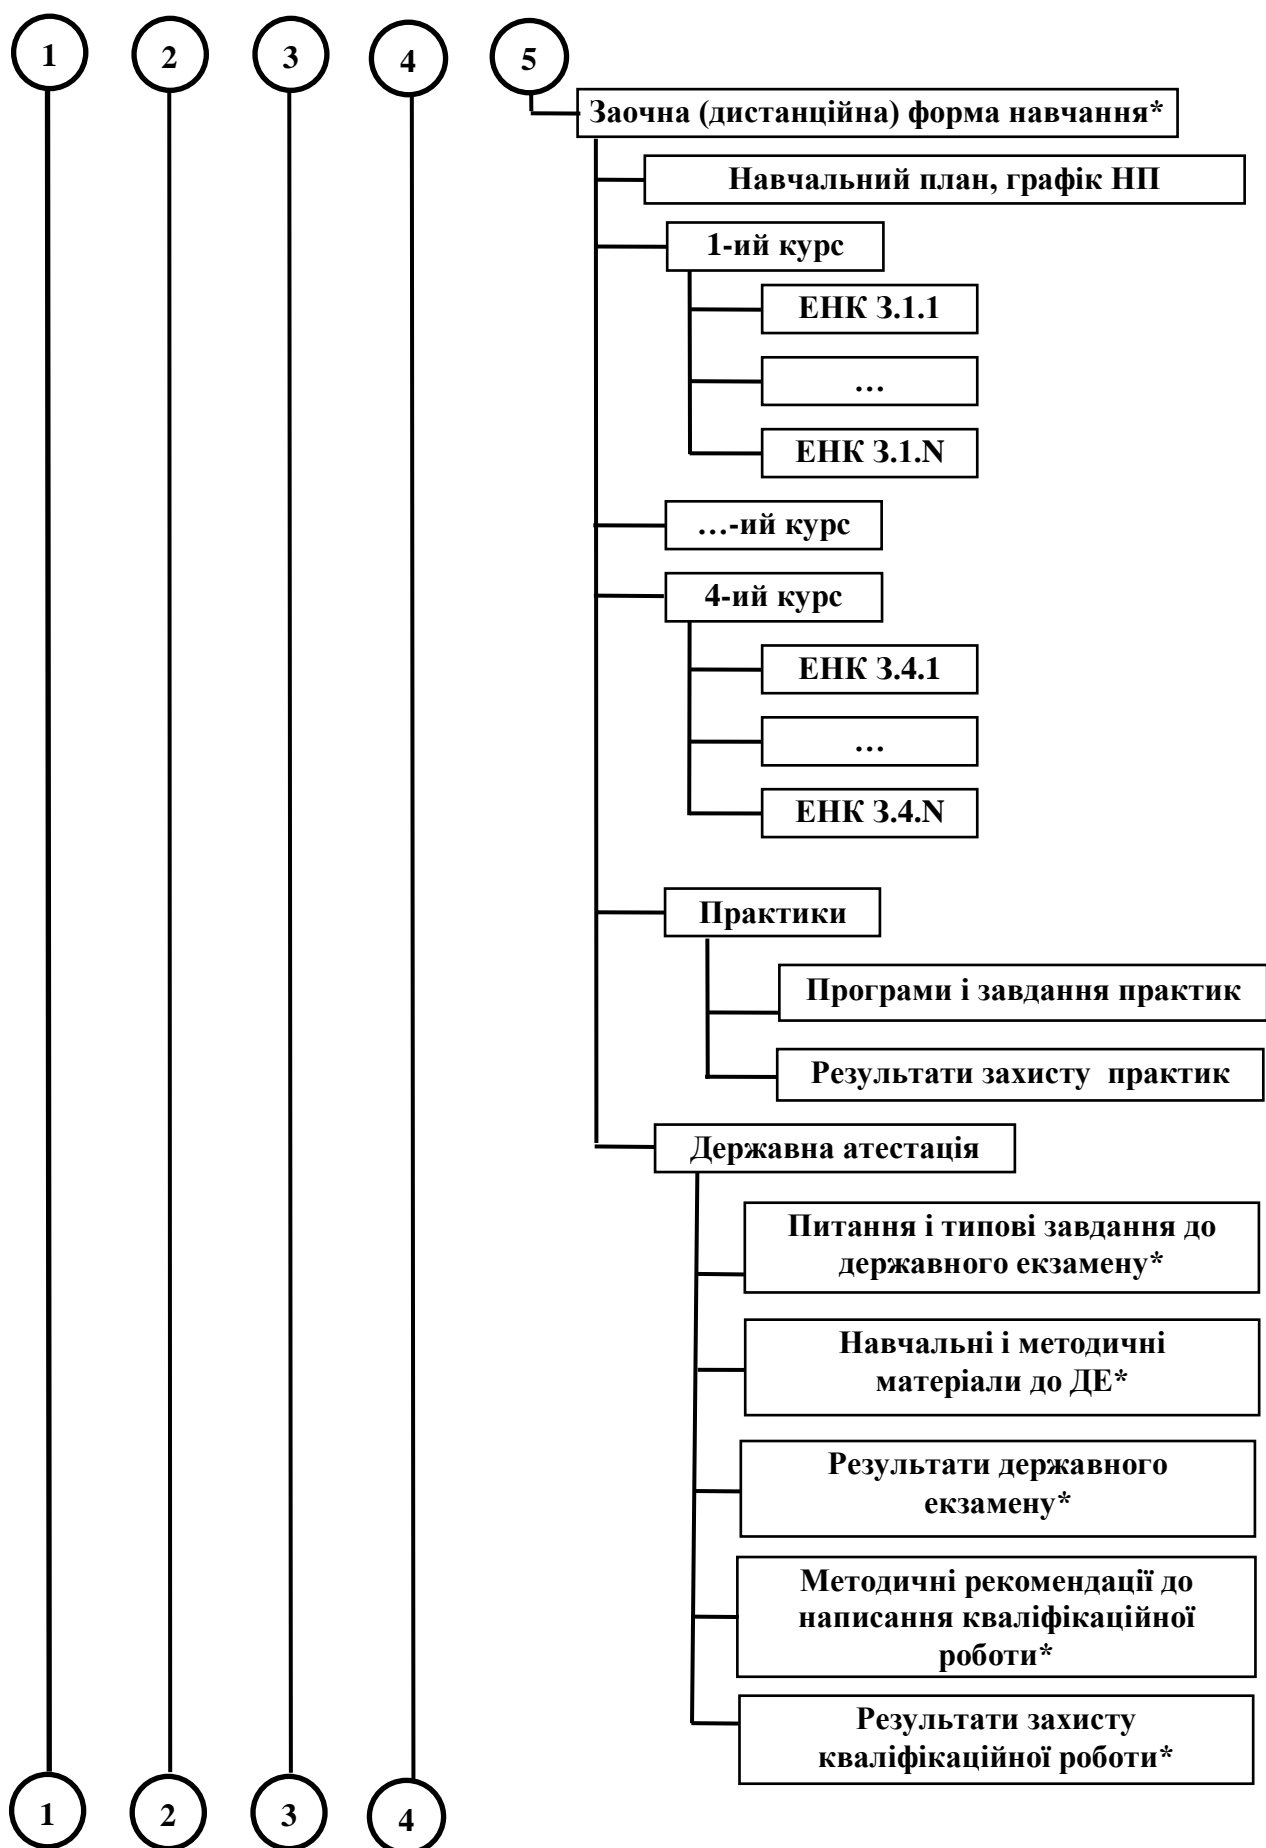 1
2
3
4
5
Заочна (дистанційна) форма навчання*
Навчальний план, графік НП
1-ий курс
ЕНК З.1.1
…
ЕНК З.1.N
…-ий курс
4-ий курс
ЕНК З.4.1
…
ЕНК З.4.N
Практики
Програми і завдання практик
Результати захисту практик
Державна атестація
Питання і типові завдання до
державного екзамену*
Навчальні і методичні
матеріали до ДЕ*
Результати державного
екзамену*
Методичні рекомендації до
написання кваліфікаційної
роботи*
Результати захисту
кваліфікаційної роботи*
1
2
3
4